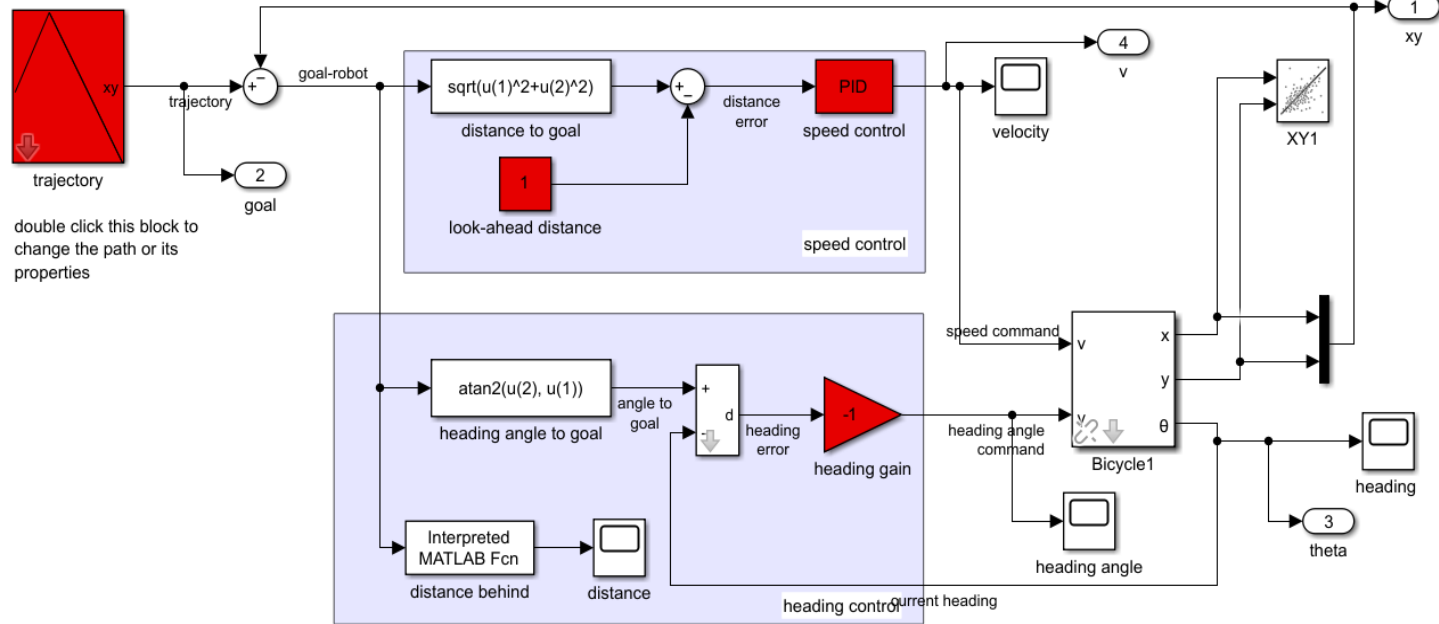 xy
trajectory
trajectory
double click this block to
change the path or its
properties
2
goal
goal-robot
sqrt(u(1)^2+u(2)^2)
distance to goal
distance
error
PID
speed control
1
look-ahead distance
speed control
velocity
4
v
1
xy
XY1
atan2(u(2), u(1))
heading angle to goal
angle to
goal
+
-
d
heading
error
-1
heading gain
speed command
heading angle
command
v
γ
x
y
θ
Bicycle1
heading
3
theta
heading angle
Interpreted
MATLAB Fcn
distance behind
distance
heading control
current heading